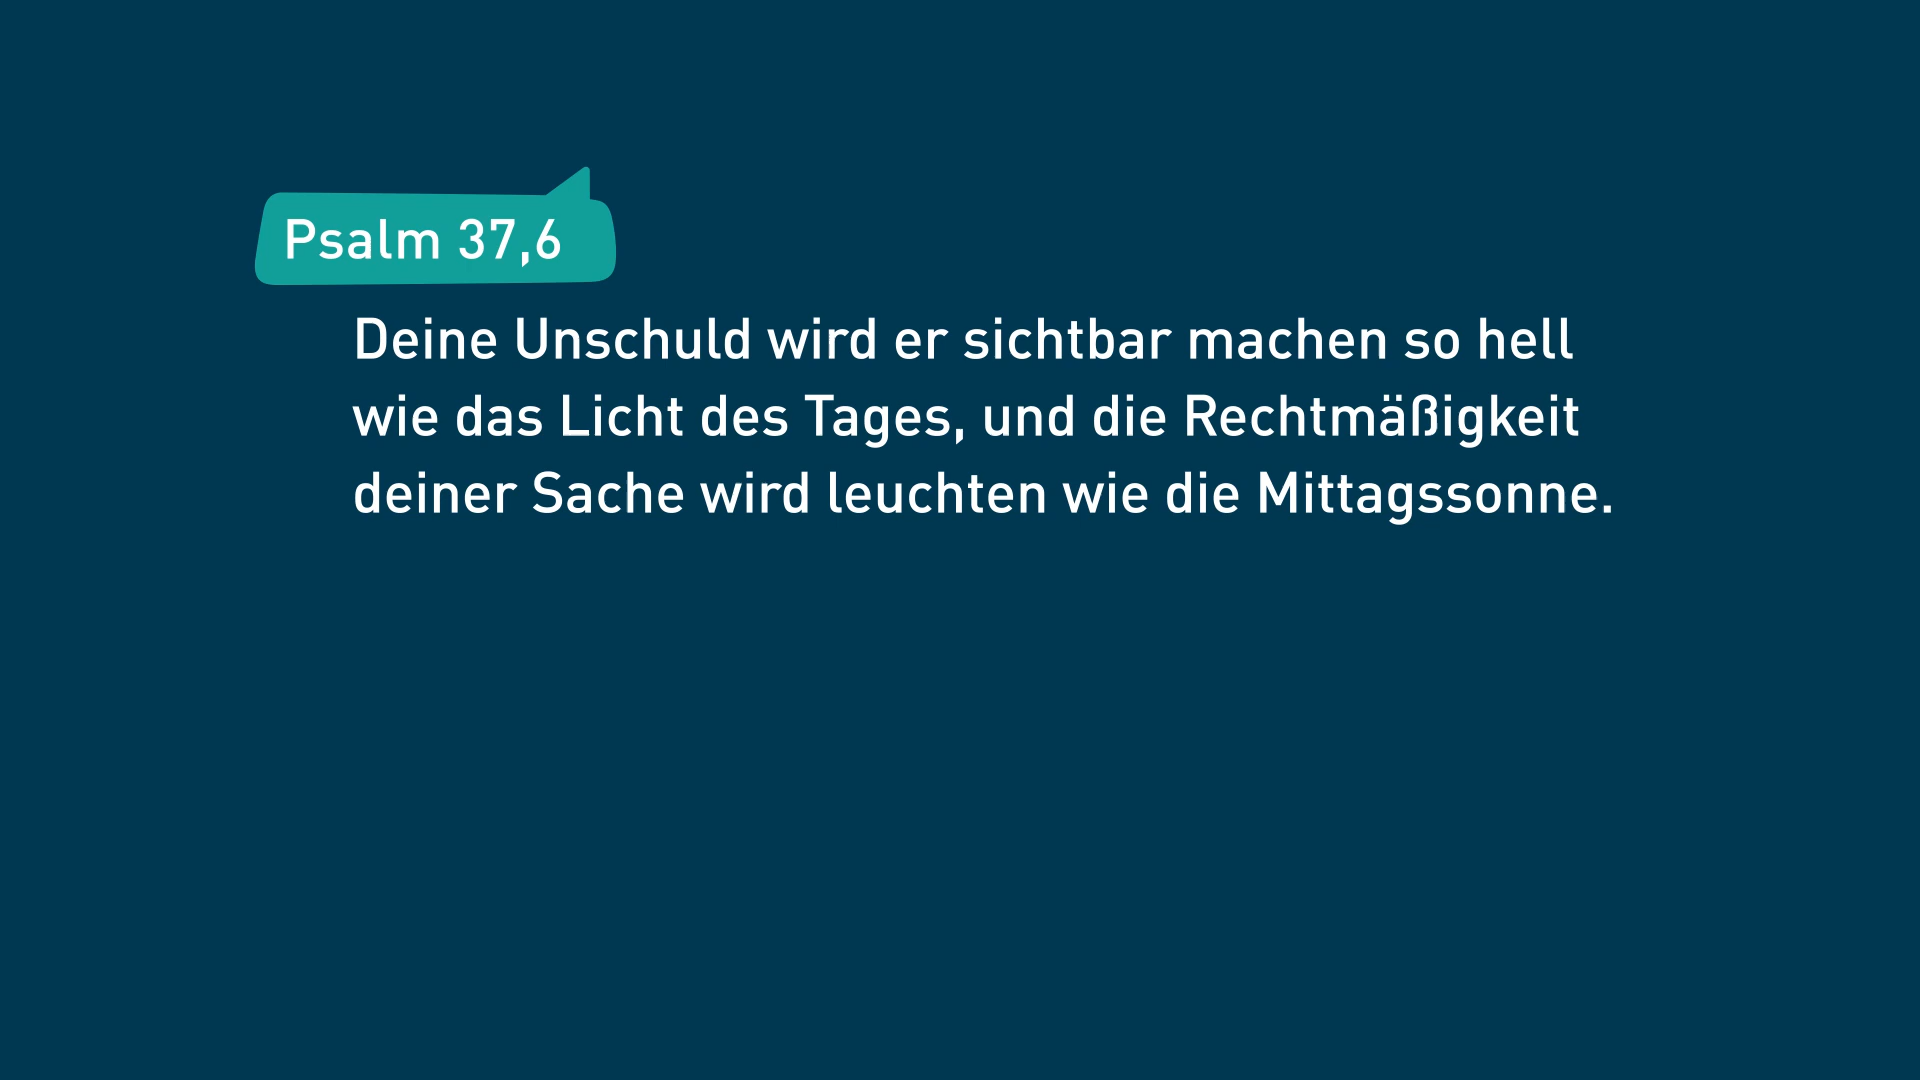 Psalm 37,6
Deine Unschuld wird er sichtbar machen so hell
wie das Licht des Tages, und die Rechtmäßigkeit
deiner Sache wird leuchten wie die Mittagssonne.